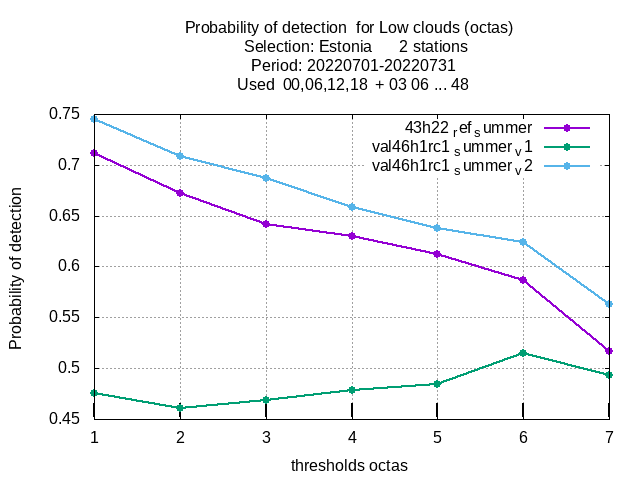 Probability of detection  for Low clouds (octas)
Selection: Estonia      2 stations
Period: 20220701-20220731
Used  00,06,12,18  + 03 06 ... 48
43h22 ref summer
val46h1rc1 summer v1
val46h1rc1 summer v2
0.75
0.7
0.65
0.6
0.55
0.5
0.45
Probability of detection
1 2 3 4 5 6 7
thresholds octas